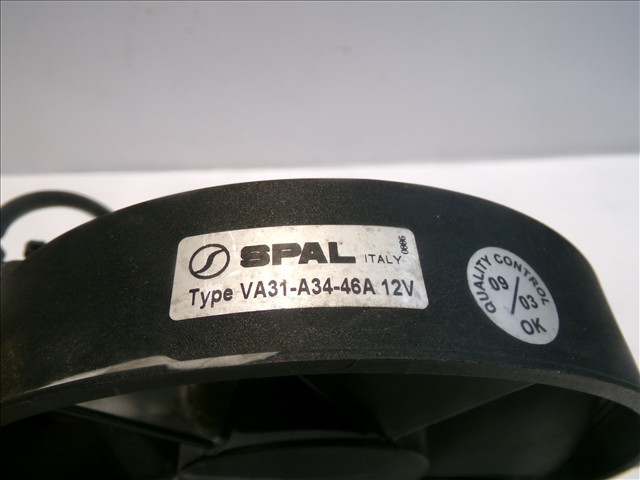 SPAL ITALY
Type VA31-A34-46A 12V
QUALITY CONTROL
09/03
OK